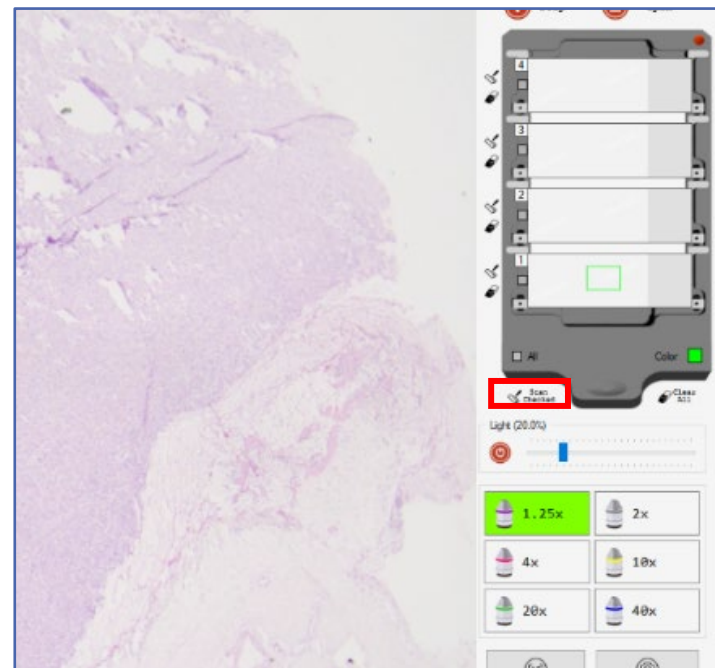 4
3
2
1
All
Color
Scan
Checked
Clear
All
Light (20.0%)
1.25x
2x
4x
10x
20x
40x